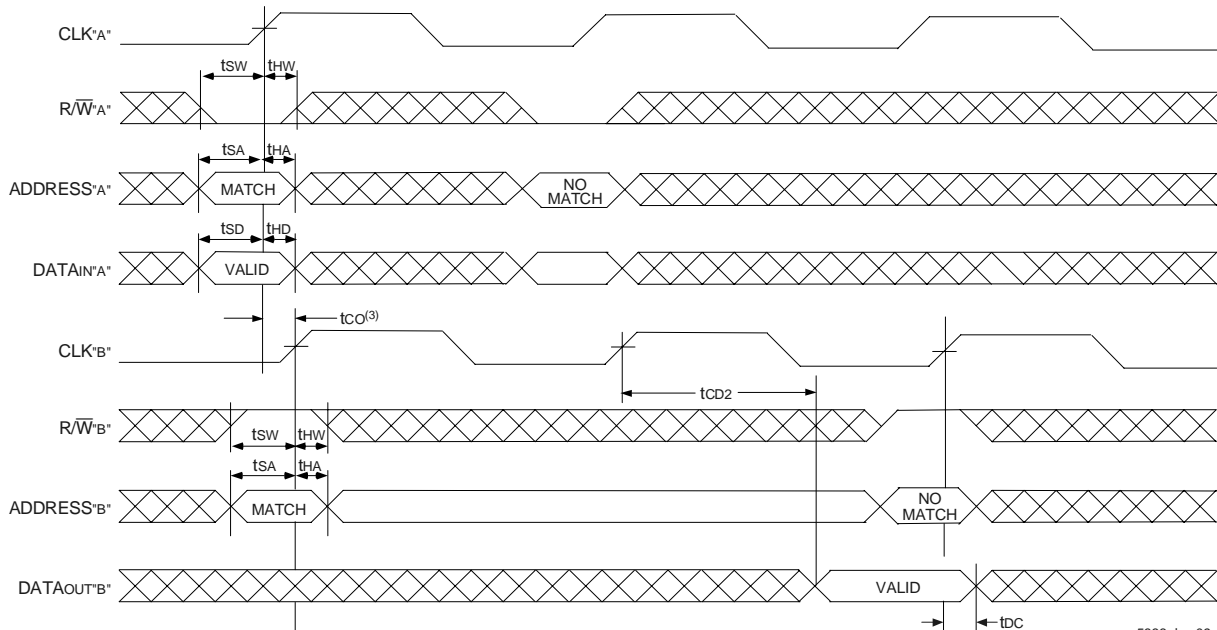 CLK"A"
tSW tHW
R/W̅"A"
tSA tHA
ADDRESS"A"
MATCH
NO
MATCH
tSD tHD
DATAIN"A"
VALID
tCO(3)
CLK"B"
tCD2
R/W̅"B"
tSW tHW
tSA tHA
ADDRESS"B"
MATCH
NO
MATCH
DATAOUT"B"
VALID
tDC